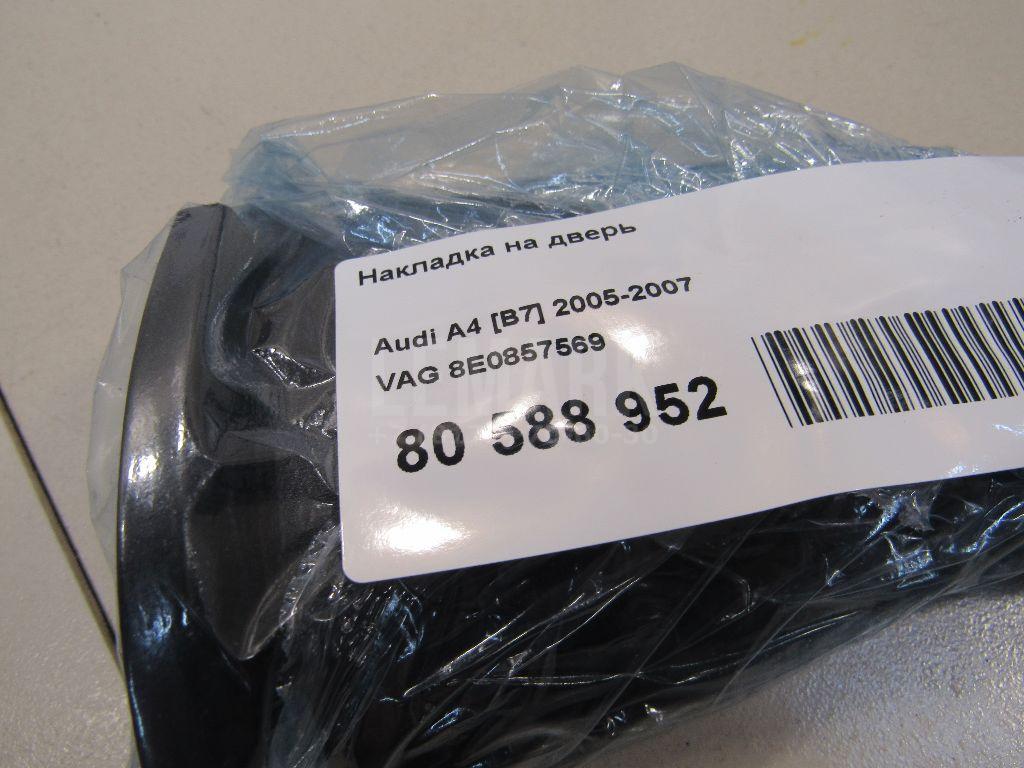 Накладка на дверь
Audi A4 [B7] 2005-2007
VAG 8E0857569
80 588 952